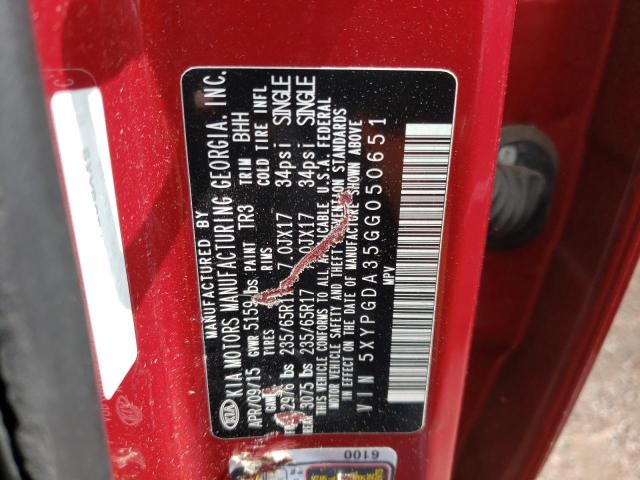 MANUFACTURED BY
KIA KIA MOTORS MANUFACTURING GEORGIA, INC.
APR/09/15 GVWR 5159 lbs PAINT TR3 TRIM BHH
TIRES RIMS COLD TIRE INFL
2976 lbs 235/65R17 7.0JX17 34psi SINGLE
3075 lbs 235/65R17 7.0JX17 34psi SINGLE
THIS VEHICLE CONFORMS TO ALL APPLICABLE U.S.A. FEDERAL
MOTOR VEHICLE SAFETY AND THEFT PREVENTION STANDARDS
IN EFFECT ON THE DATE OF MANUFACTURE SHOWN ABOVE
VIN 5XYPGDA35GG050651
MPV
6100